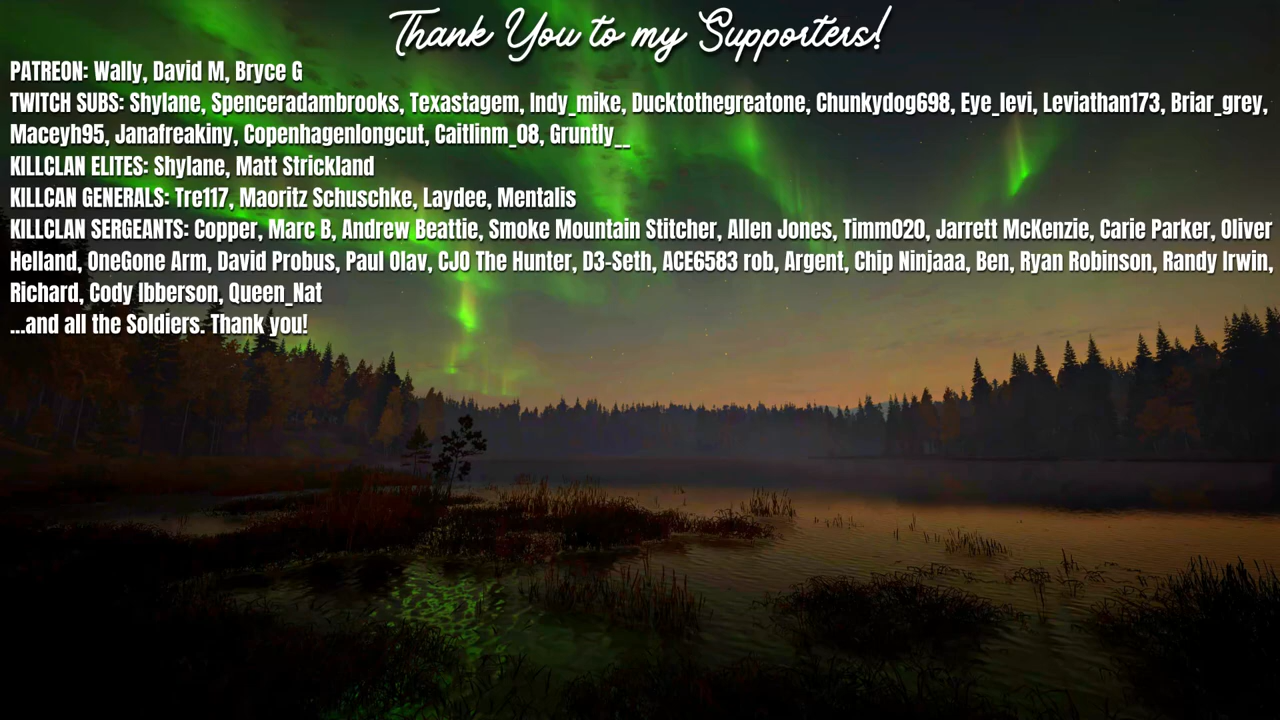 Thank You to my Supporters!
PATREON: Wally, David M, Bryce G
TWITCH SUBS: Shylane, Spenceradambrooks, Texastagem, Indy_mike, Ducktothegreatone, Chunkydog698, Eye_levi, Leviathan173, Briar_grey,
Maceyh95, Janafreakiny, Copenhagenlongcut, Caitlinm_08, Gruntly__
KILLCLAN ELITES: Shylane, Matt Strickland
KILLCAN GENERALS: Tre117, Maoritz Schuschke, Laydee, Mentalis
KILLCLAN SERGEANTS: Copper, Marc B, Andrew Beattie, Smoke Mountain Stitcher, Allen Jones, Timm020, Jarrett McKenzie, Carie Parker, Oliver
Helland, OneGone Arm, David Probus, Paul Olav, CJO The Hunter, D3-Seth, ACE6583 rob, Argent, Chip Ninjaaa, Ben, Ryan Robinson, Randy Irwin,
Richard, Cody Ibberson, Queen_Nat
...and all the Soldiers. Thank you!